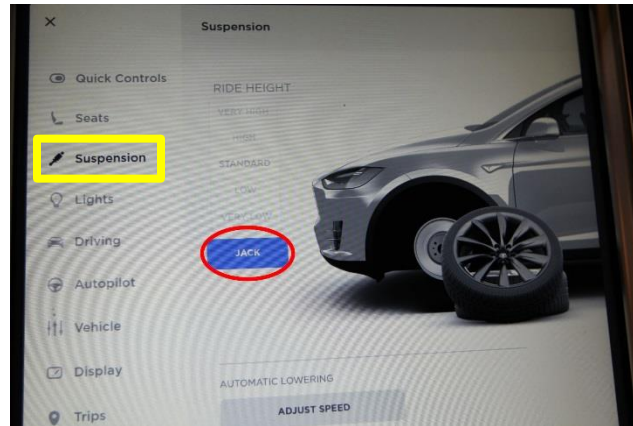 Suspension
Quick Controls
Seats
Suspension
Lights
Driving
Autopilot
Vehicle
Display
Trips
RIDE HEIGHT
VERY HIGH
HIGH
STANDARD
LOW
VERY LOW
JACK
AUTOMATIC LOWERING
ADJUST SPEED